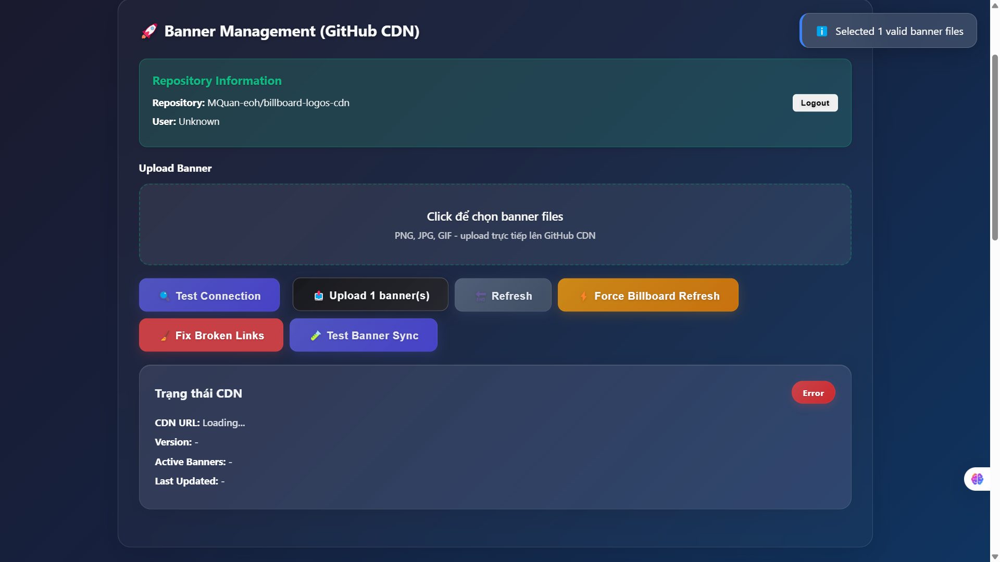 🚀 Banner Management (GitHub CDN)
Selected 1 valid banner files
Repository Information
Repository: MQuan-eoh/billboard-logos-cdn
User: Unknown
Logout
Upload Banner
Click để chọn banner files
PNG, JPG, GIF - upload trực tiếp lên GitHub CDN
Test Connection
Upload 1 banner(s)
Refresh
Force Billboard Refresh
Fix Broken Links
Test Banner Sync
Trạng thái CDN
Error
CDN URL: Loading...
Version: -
Active Banners: -
Last Updated: -